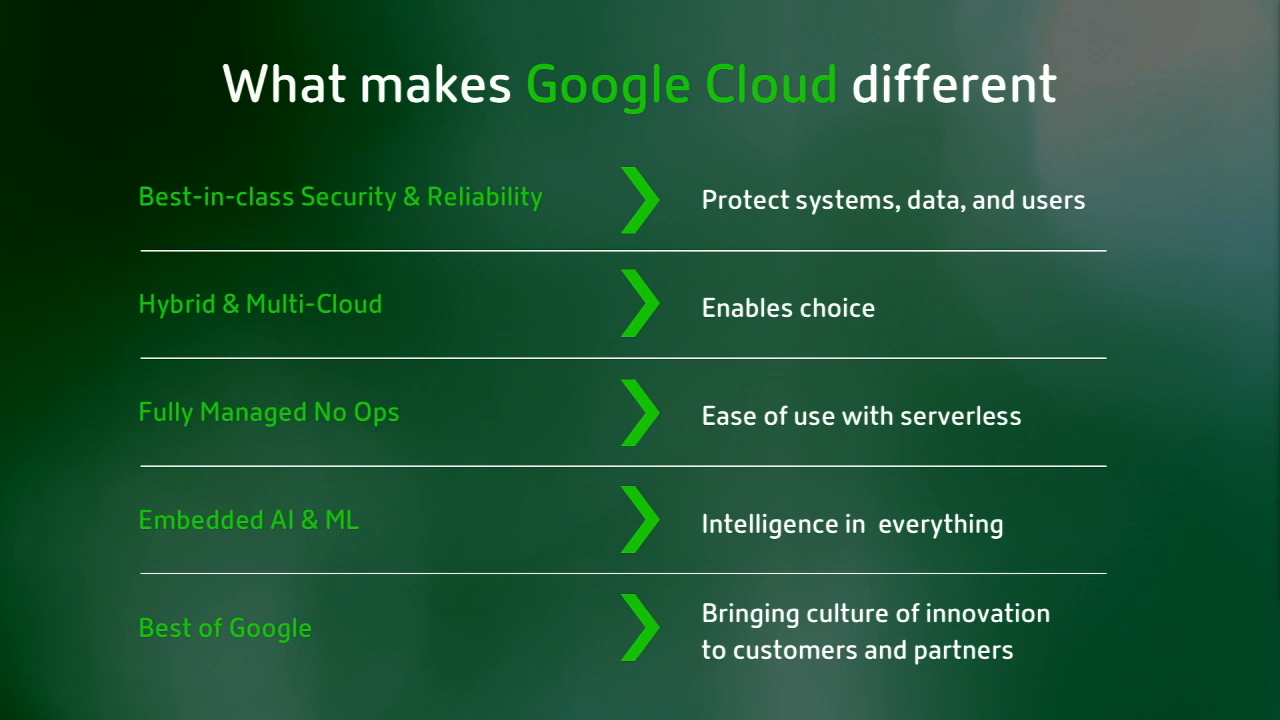 What makes Google Cloud different
Best-in-class Security & Reliability
Protect systems, data, and users
Hybrid & Multi-Cloud
Enables choice
Fully Managed No Ops
Ease of use with serverless
Embedded AI & ML
Intelligence in  everything
Best of Google
Bringing culture of innovation
to customers and partners